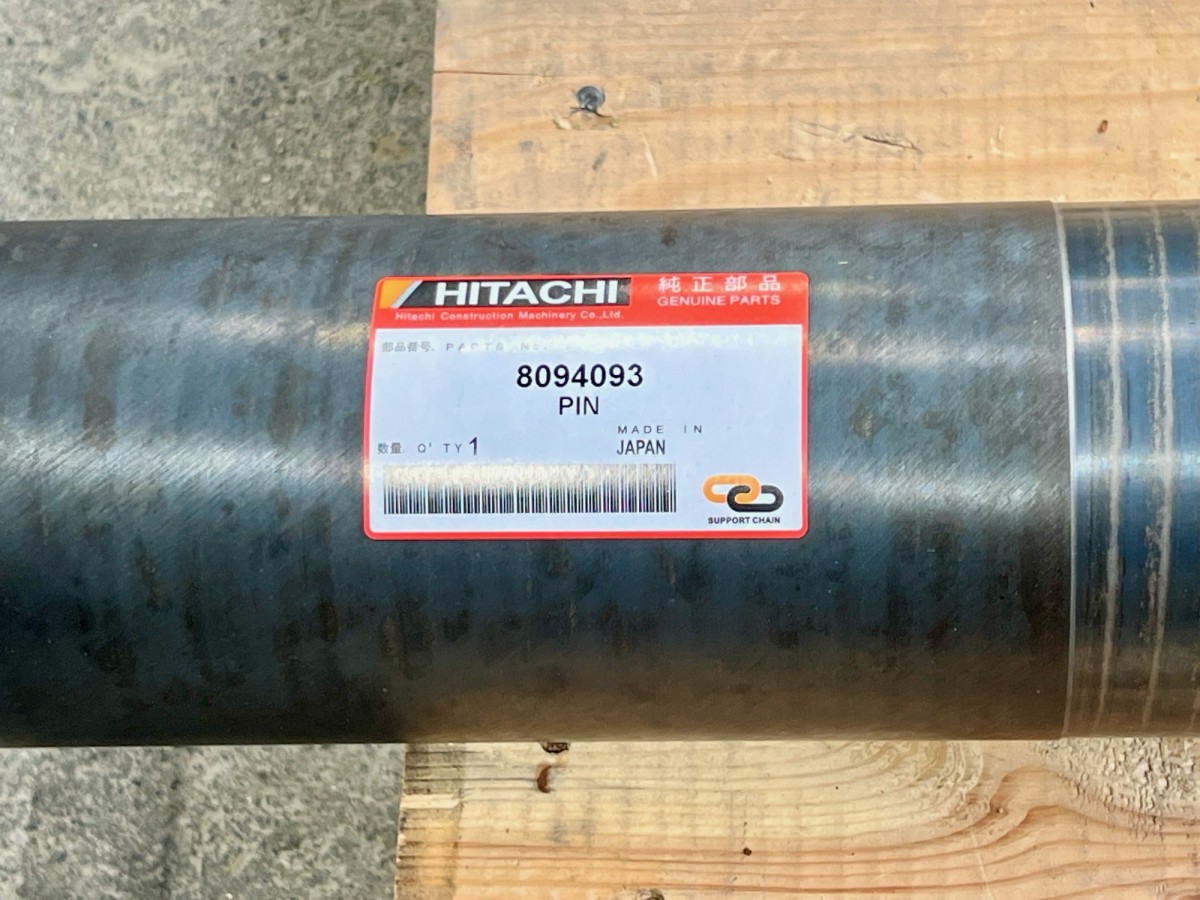 HITACHI
純正部品
GENUINE PARTS
Hitachi Construction Machinery Co.,Ltd.
部品番号. PARTS No.
8094093
PIN
MADE IN
数量. Q'TY 1
JAPAN
SUPPORT CHAIN